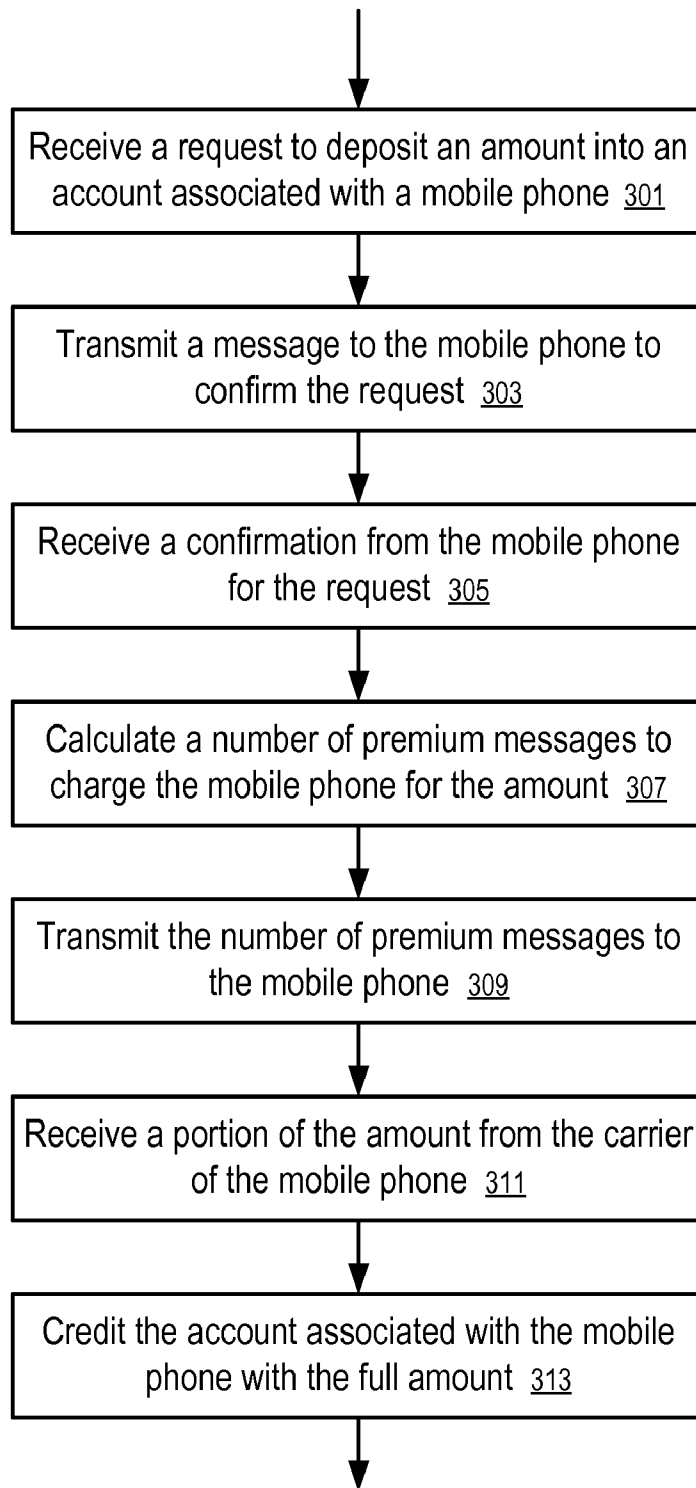 Receive a request to deposit an amount into an
account associated with a mobile phone 301
Transmit a message to the mobile phone to
confirm the request 303
Receive a confirmation from the mobile phone
for the request 305
Calculate a number of premium messages to
charge the mobile phone for the amount 307
Transmit the number of premium messages to
the mobile phone 309
Receive a portion of the amount from the carrier
of the mobile phone 311
Credit the account associated with the mobile
phone with the full amount 313